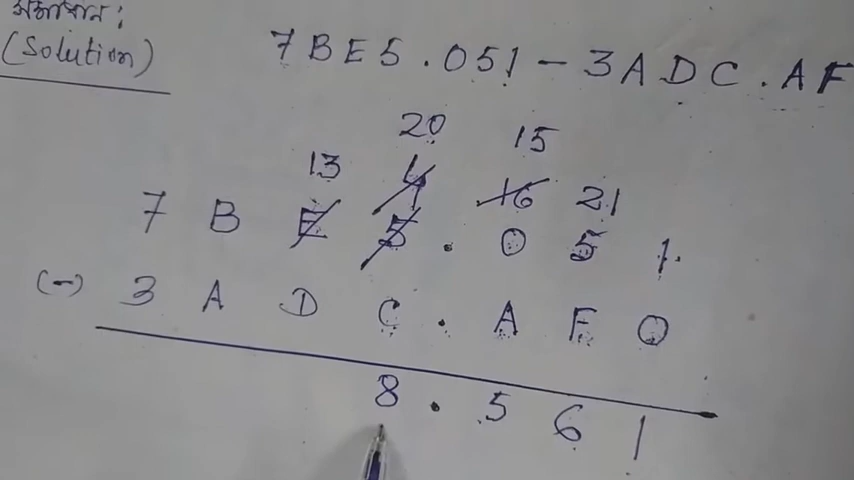 সমাধান:
(Solution)
7BE5.051-3ADC.AF
20 15
13 4 16 21
7 B E 5 . 0 5 1
(-) 3 A D C . A F 0
8 . 5 6 1